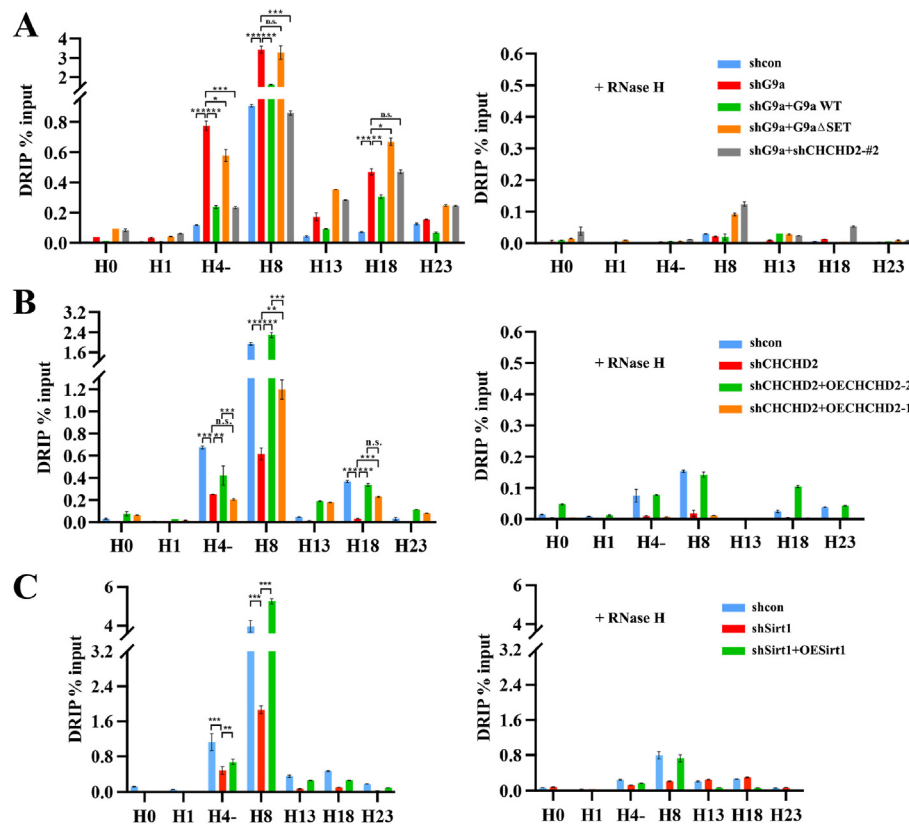 A
DRIP % input
4
3
2
1
0.8
0.6
0.4
0.2
0.0
***
n.s.
******
***
*
******
n.s.
*
*****
H0 H1 H4- H8 H13 H18 H23
DRIP % input
0.6
0.5
0.4
0.3
0.2
0.1
0.0
+ RNase H
shcon
shG9a
shG9a+G9a WT
shG9a+G9aΔSET
shG9a+shCHCHD2-#2
H0 H1 H4- H8 H13 H18 H23
B
DRIP % input
3.2
2.4
1.6
1.2
1.0
0.8
0.6
0.4
0.2
0.0
***
**
******
***
n.s.
*****
n.s.
***
******
H0 H1 H4- H8 H13 H18 H23
DRIP % input
0.6
0.5
0.4
0.3
0.2
0.1
0.0
+ RNase H
shcon
shCHCHD2
shCHCHD2+OECHCHD2-2
shCHCHD2+OECHCHD2-1
H0 H1 H4- H8 H13 H18 H23
C
DRIP % input
6
4
3.2
2.4
1.6
0.8
0.0
***
***
***
**
H0 H1 H4- H8 H13 H18 H23
DRIP % input
6
4
3.2
2.4
1.6
0.8
0.0
+ RNase H
shcon
shSirt1
shSirt1+OESirt1
H0 H1 H4- H8 H13 H18 H23